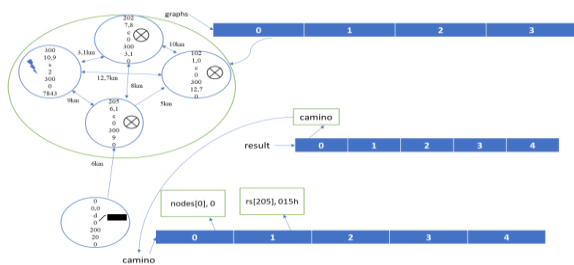 graphs
0 1 2 3
202
7,8
c
0
300
3,1
0
3,1km
10km
300
10,9
s
2
300
0
7843
102
1,0
c
0
300
12,7
0
12,7km
8km
9km
5km
205
6,1
c
0
300
9
0
camino
result
0 1 2 3 4
6km
0
0,0
d
0
200
20
0
nodes[0], 0
rs[205], 015h
camino
0 1 2 3 4